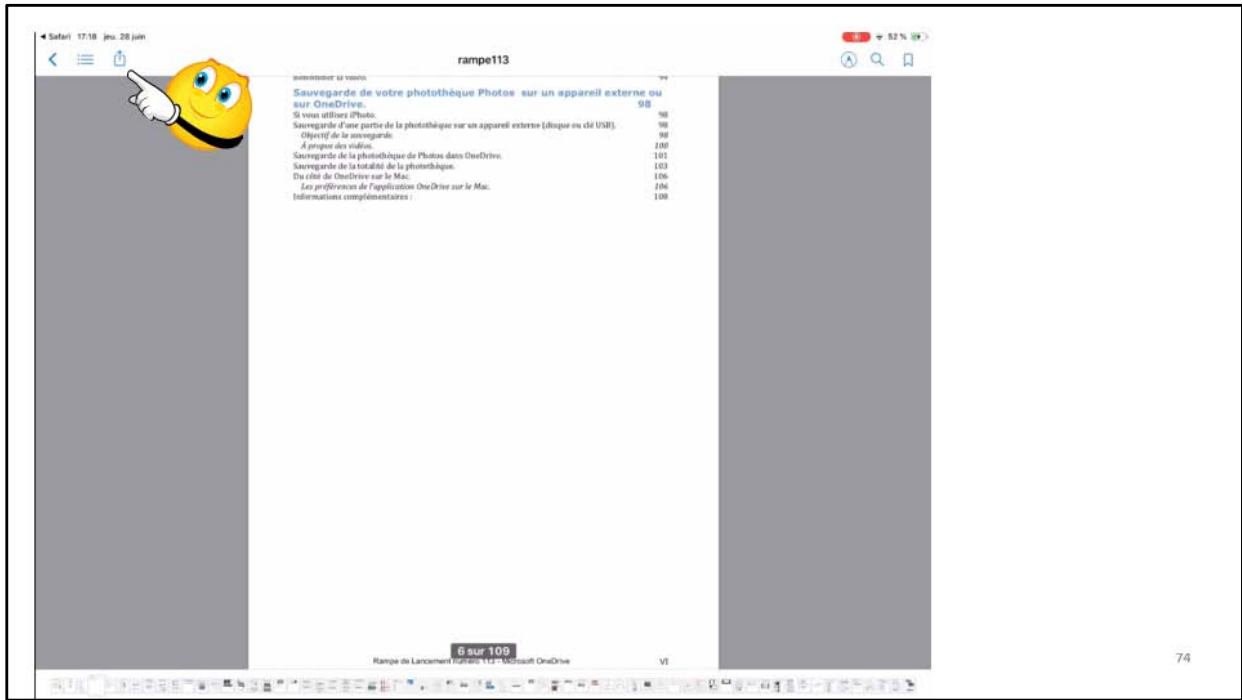 ◀ Safari 17:18 jeu. 28 juin 52 %
rampe113
Renommer la vidéo. 94
Sauvegarde de votre photothèque Photos sur un appareil externe ou
sur OneDrive. 98
Si vous utilisez iPhoto. 98
Sauvegarde d'une partie de la photothèque sur un appareil externe (disque ou clé USB). 98
Objectif de la sauvegarde. 98
À propos des vidéos. 100
Sauvegarde de la photothèque de Photos dans OneDrive. 101
Sauvegarde de la totalité de la photothèque. 103
Du côté de OneDrive sur le Mac. 106
Les préférences de l'application OneDrive sur le Mac. 106
Informations complémentaires : 108
6 sur 109
Rampe de Lancement numéro 113 – Microsoft OneDrive VI
74